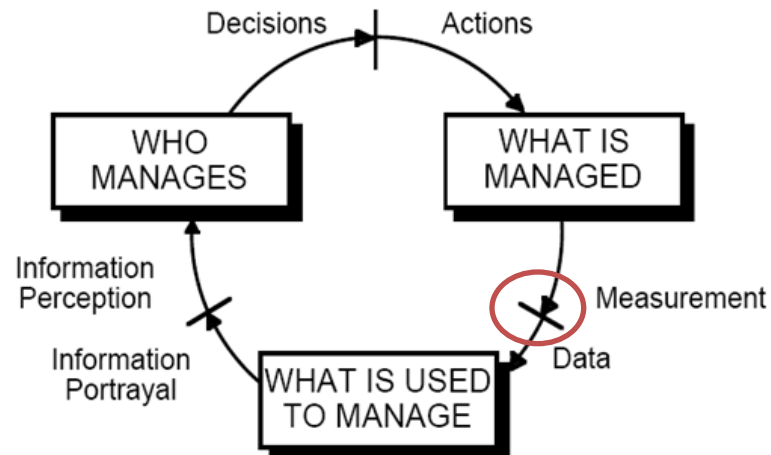 Decisions
Actions
WHO
MANAGES
WHAT IS
MANAGED
Information
Perception
Measurement
Information
Portrayal
Data
WHAT IS USED
TO MANAGE